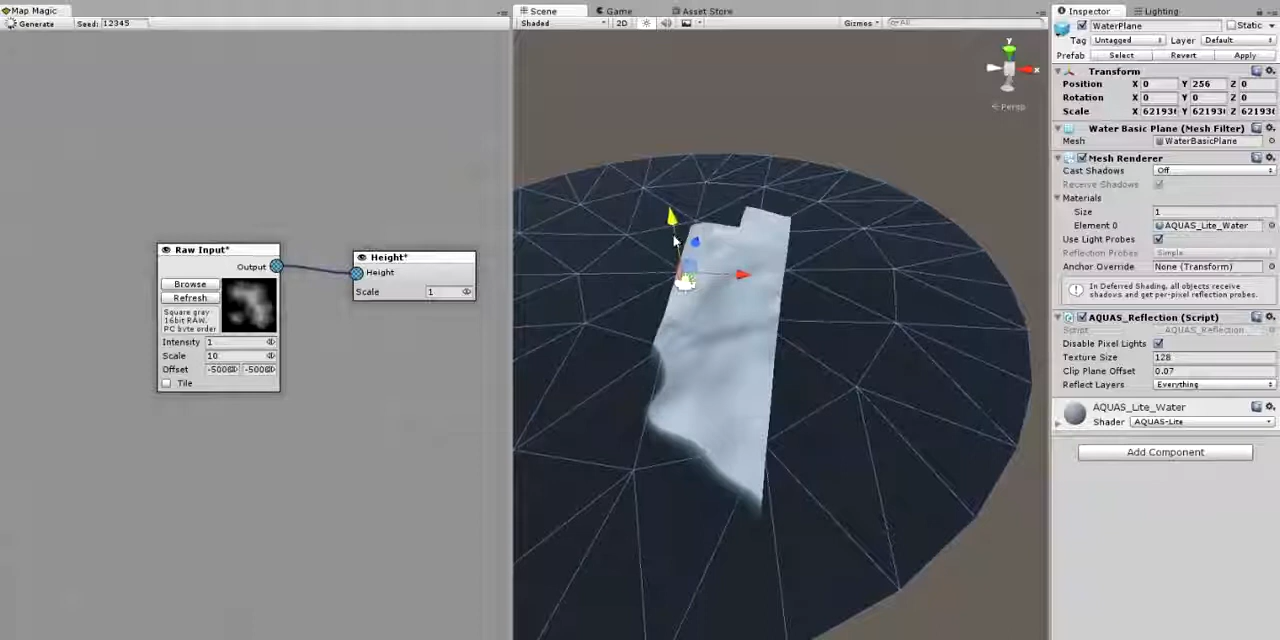 Map Magic
Generate
Seed: 12345
Raw Input*
Output
Browse
Refresh
Square gray
16bit RAW.
PC byte order
Intensity 1
Scale 10
Offset
Tile
Height*
Height
Scale 1
Scene
Game
Asset Store
Shaded
2D
Gizmos
All
y
x
Persp
Inspector
Lighting
WaterPlane
Static
Tag Untagged
Layer Default
Prefab Select Revert Apply
Transform
Position X 0 Y 256 Z 0
Rotation X 0 Y 0 Z 0
Scale X 62193 Y 62193 Z 62193
Water Basic Plane (Mesh Filter)
Mesh WaterBasicPlane
Mesh Renderer
Cast Shadows Off
Receive Shadows
Materials
Size 1
Element 0 AQUAS_Lite_Water
Use Light Probes
Reflection Probes Simple
Anchor Override None (Transform)
In Deferred Shading, all objects receive
shadows and get per-pixel reflection probes.
AQUAS_Reflection (Script)
Script AQUAS_Reflection
Disable Pixel Lights
Texture Size 128
Clip Plane Offset 0.07
Reflect Layers Everything
AQUAS_Lite_Water
Shader AQUAS-Lite
Add Component